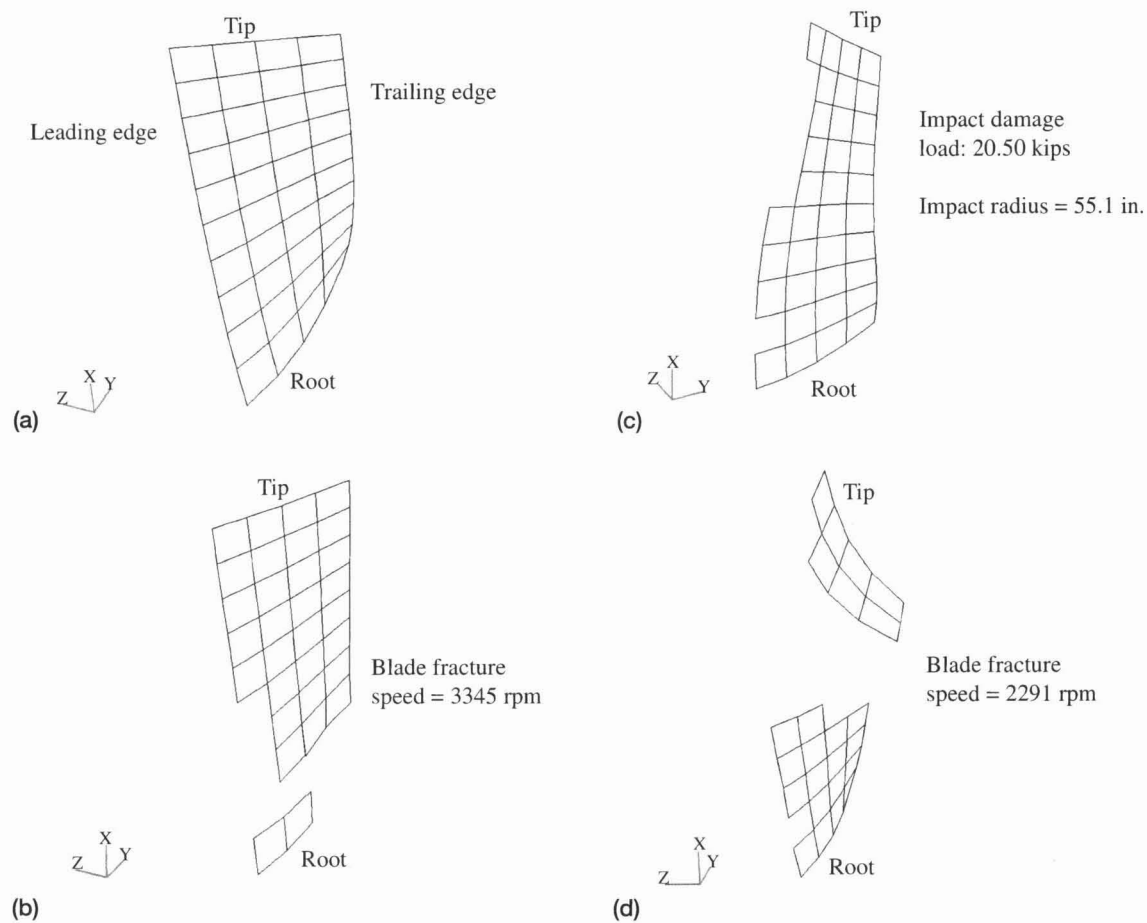 Tip
Leading edge
Trailing edge
Root
X
Y
Z
(a)
Tip
Impact damage
load: 20.50 kips
Impact radius = 55.1 in.
Root
X
Z
Y
(c)
Tip
Blade fracture
speed = 3345 rpm
Root
X
Y
Z
(b)
Tip
Blade fracture
speed = 2291 rpm
Root
X
Y
Z
(d)